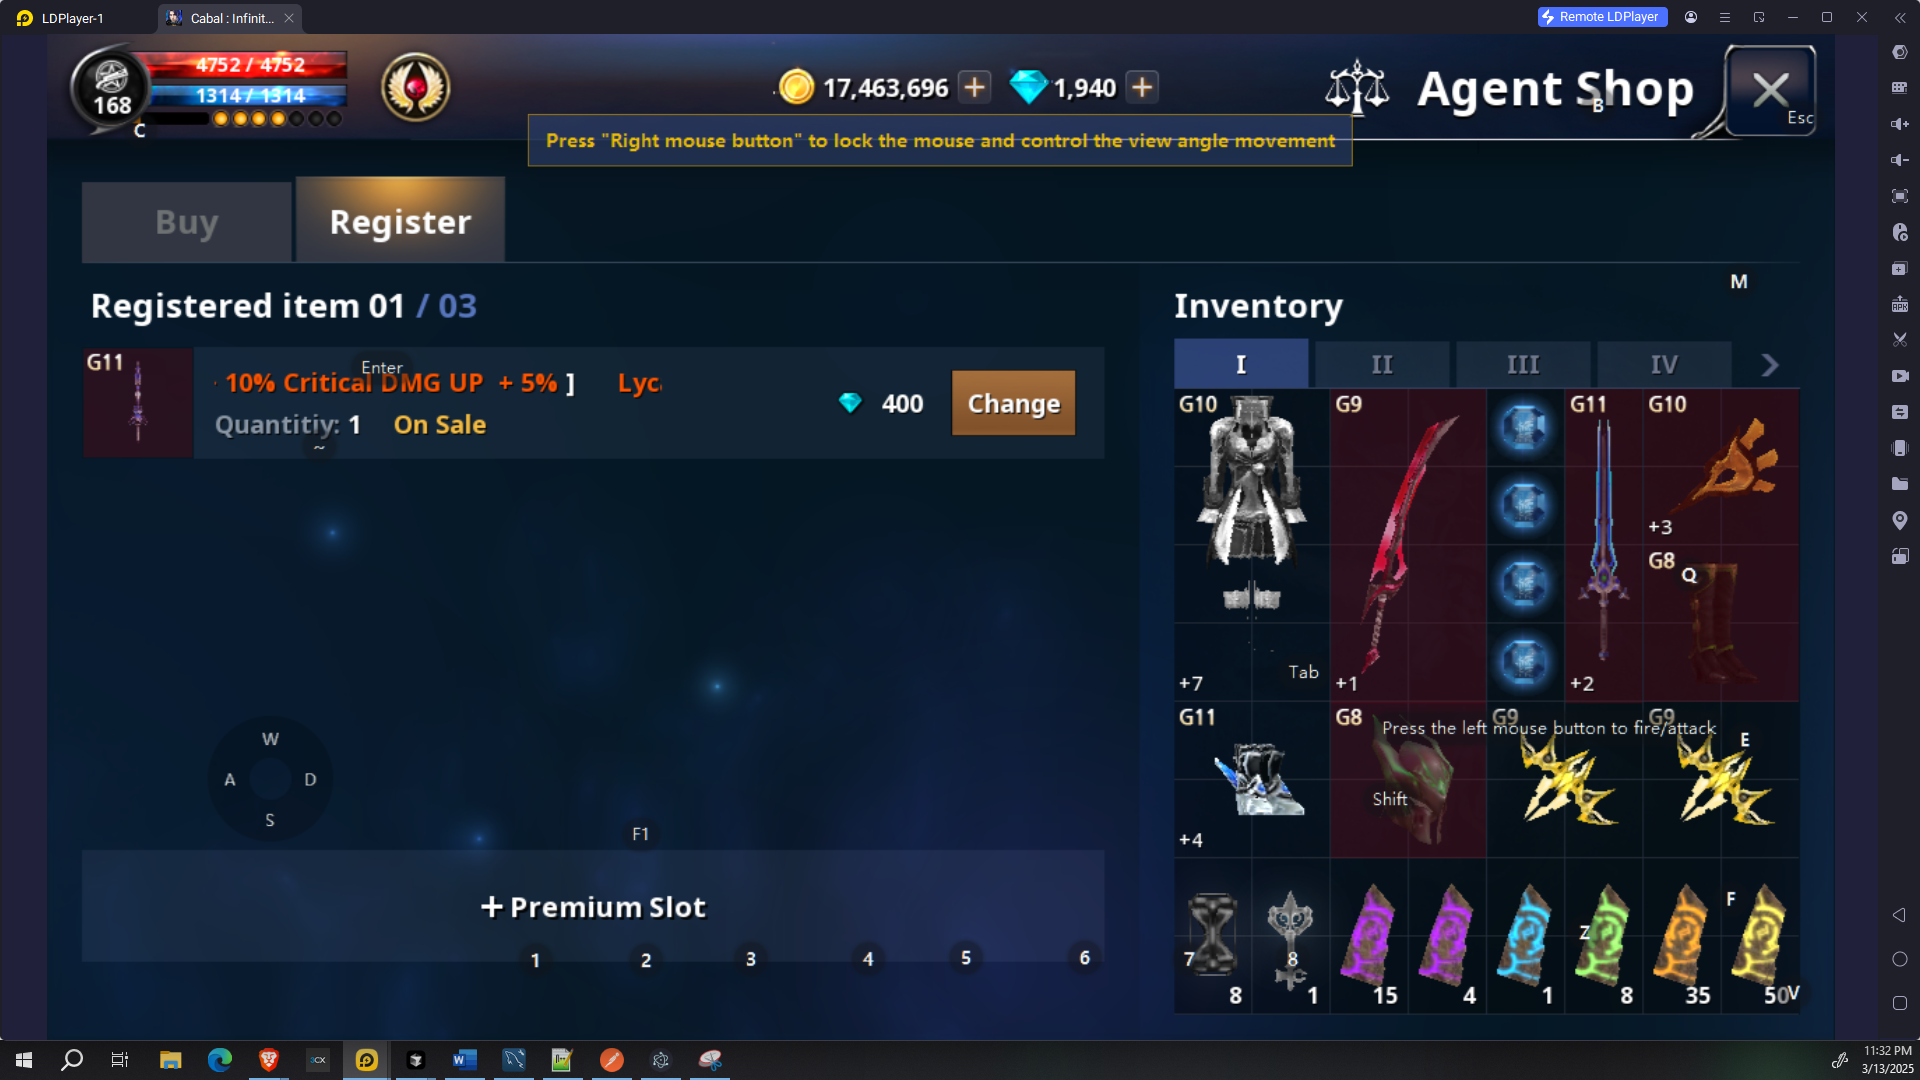 LDPlayer-1
Cabal : Infinit...
Remote LDPlayer
4752 / 4752
1314 / 1314
168
C
17,463,696
1,940
Agent Shop
B
Esc
Press "Right mouse button" to lock the mouse and control the view angle movement
Buy
Register
Registered item 01 / 03
Inventory
M
I
II
III
IV
G11
Enter
10% Critical DMG UP + 5% ]
Quantitiy: 1
On Sale
~
400
Change
G10
G9
G11
G10
+3
G8
Q
+7
Tab
+1
+2
G11
G8
G9
G9
Press the left mouse button to fire/attack
E
Shift
+4
W
A
D
S
F1
+ Premium Slot
1
2
3
4
5
6
7
8
8
1
15
4
1
Z
8
35
F
50
V
3CX
11:32 PM
3/13/2025